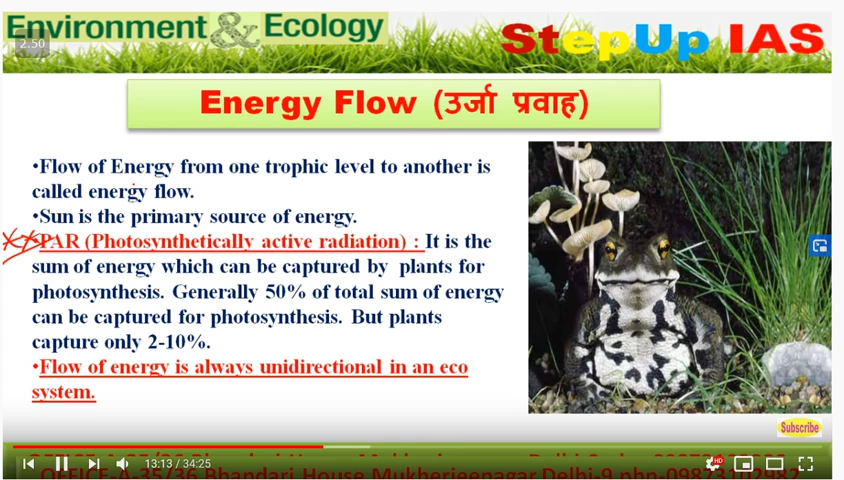 Environment & Ecology
StepUp IAS
2.50
Energy Flow (उर्जा प्रवाह)
•Flow of Energy from one trophic level to another is
called energy flow.
•Sun is the primary source of energy.
•PAR (Photosynthetically active radiation) : It is the
sum of energy which can be captured by plants for
photosynthesis. Generally 50% of total sum of energy
can be captured for photosynthesis. But plants
capture only 2-10%.
•Flow of energy is always unidirectional in an eco
system.
Subscribe
13:13 / 34:25
HD
OFFICE-A-35/36 Bhandari House Mukherjeenagar Delhi-9 phn-09873102982